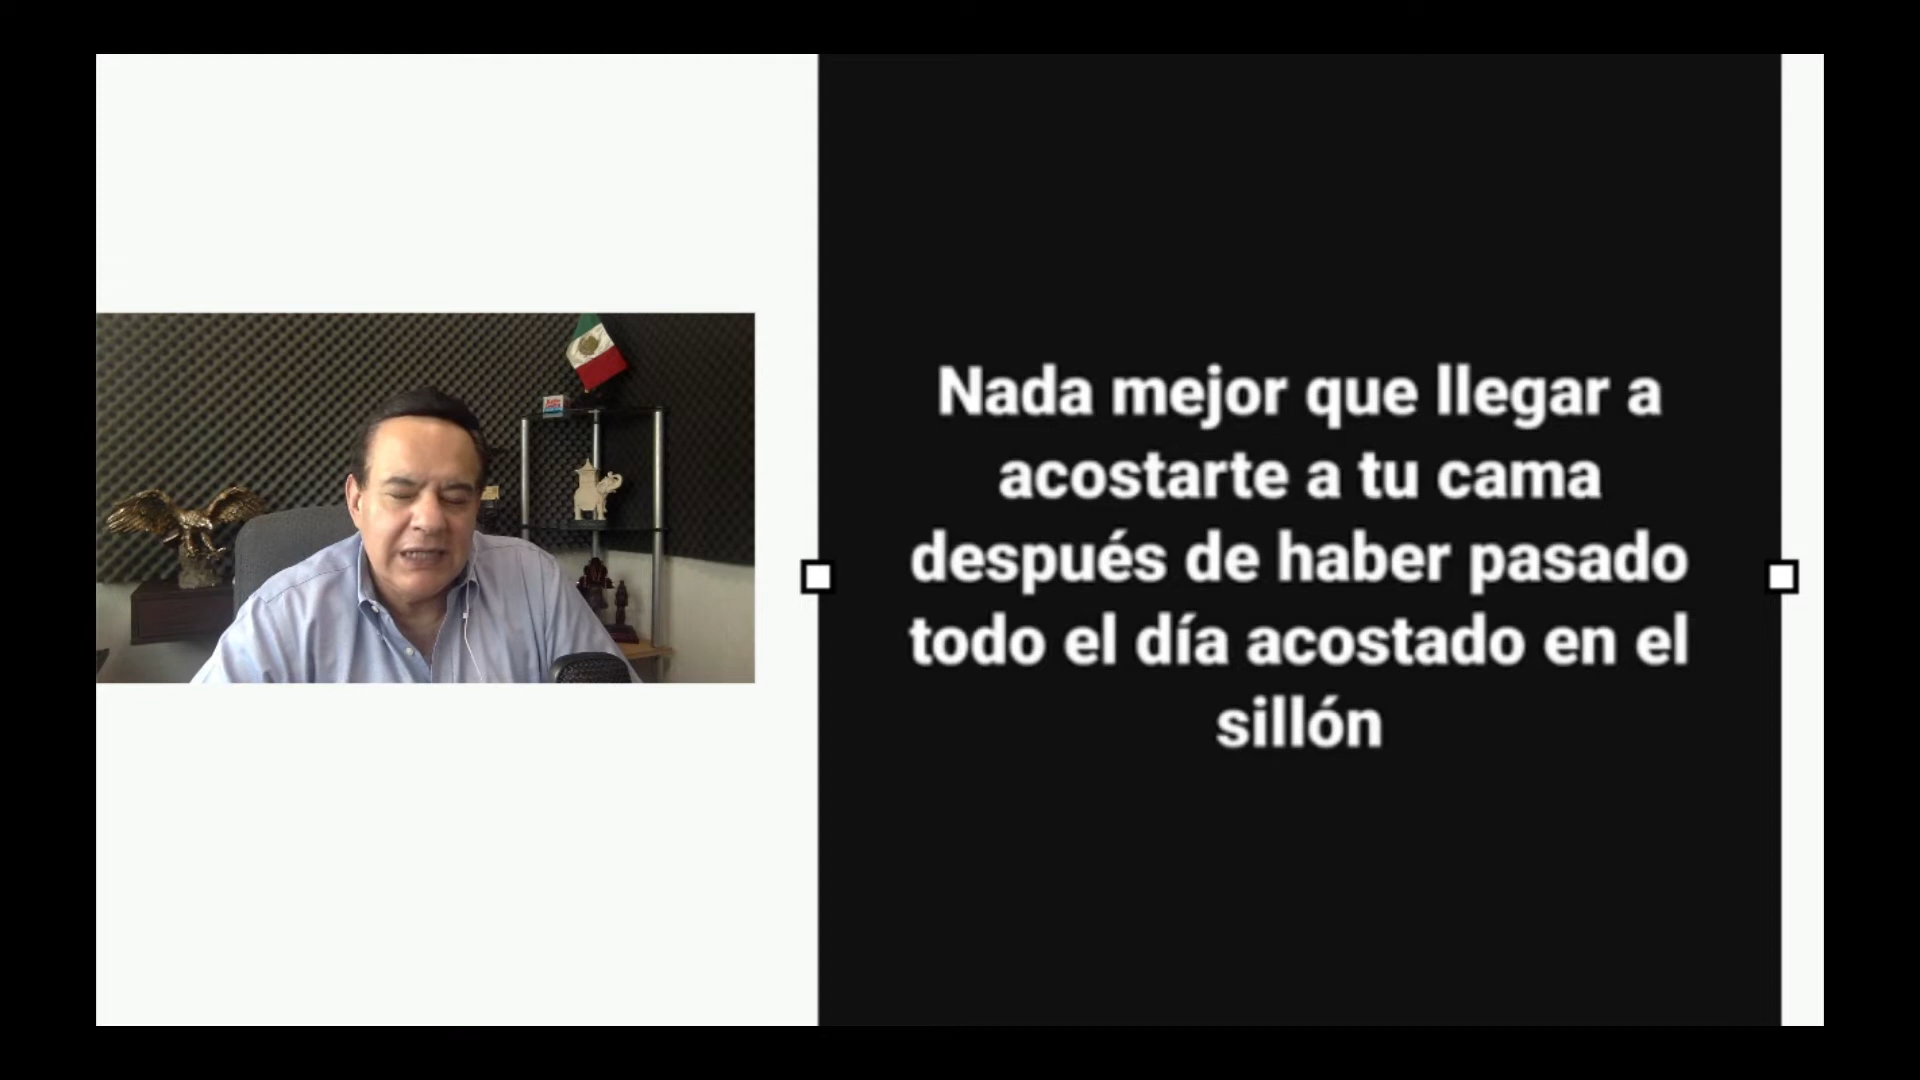 Nada mejor que llegar a
acostarte a tu cama
después de haber pasado
todo el día acostado en el
sillón